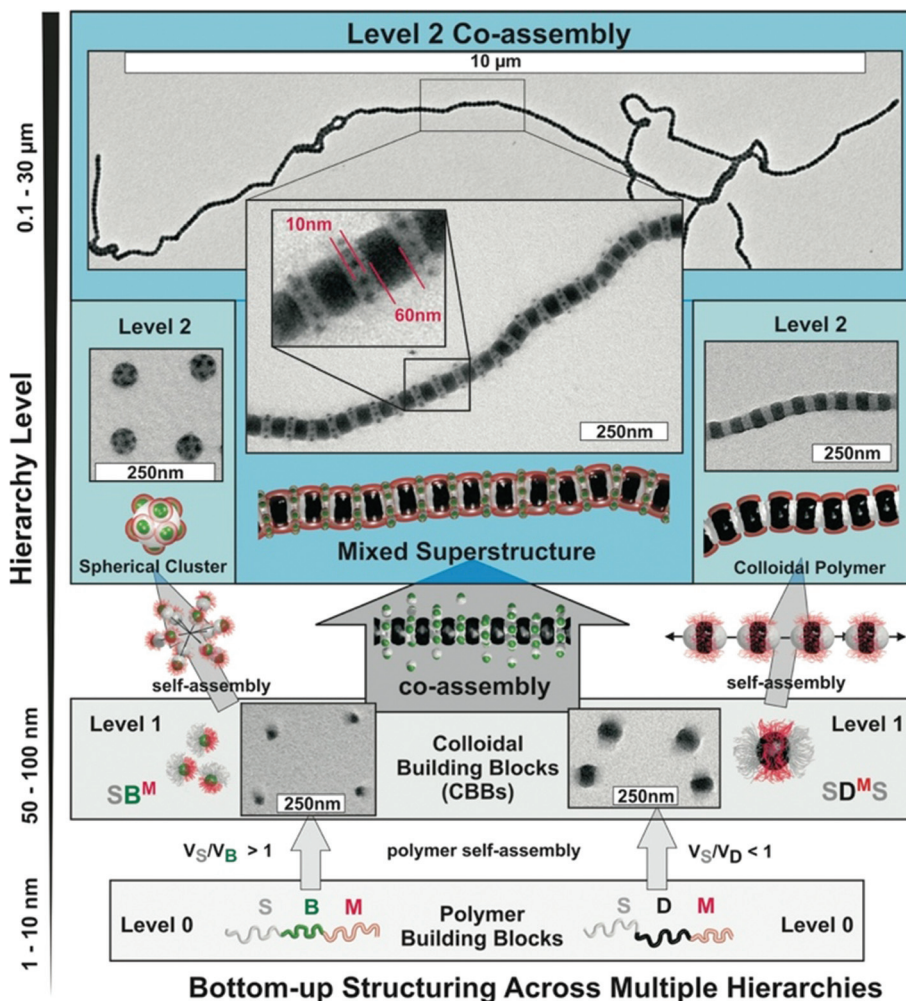 Level 2 Co-assembly
10 µm
10nm
60nm
250nm
Level 2
250nm
Spherical Cluster
Mixed Superstructure
Level 2
250nm
Colloidal Polymer
self-assembly
co-assembly
self-assembly
Level 1
SBᴹ
250nm
Colloidal
Building Blocks
(CBBs)
250nm
Level 1
SDᴹS
VS/VB > 1
polymer self-assembly
VS/VD < 1
Level 0
S B M
Polymer
Building Blocks
S D M
Level 0
Hierarchy Level
0.1 - 30 µm
50 - 100 nm
1 - 10 nm
Bottom-up Structuring Across Multiple Hierarchies